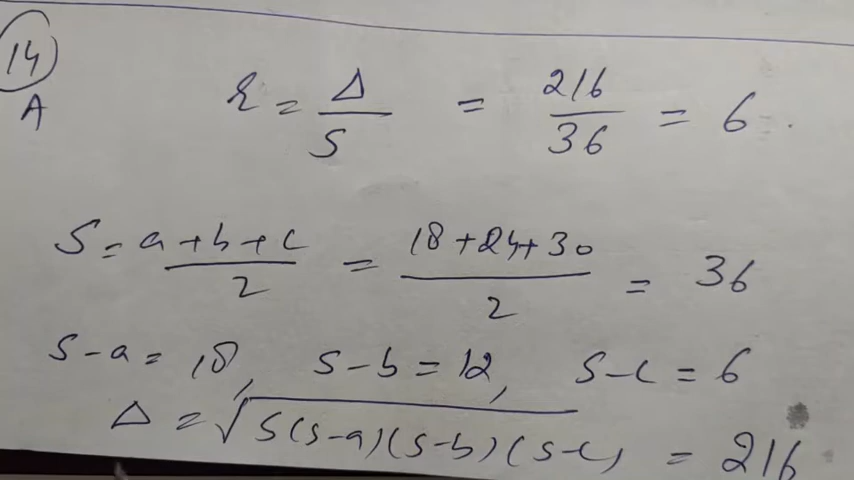 14
A
r = Δ/S = 216/36 = 6.
S = a+b+c/2 = 18+24+30/2 = 36
S-a = 18, S-b = 12, S-c = 6
Δ = √S(S-a)(S-b)(S-c) = 216